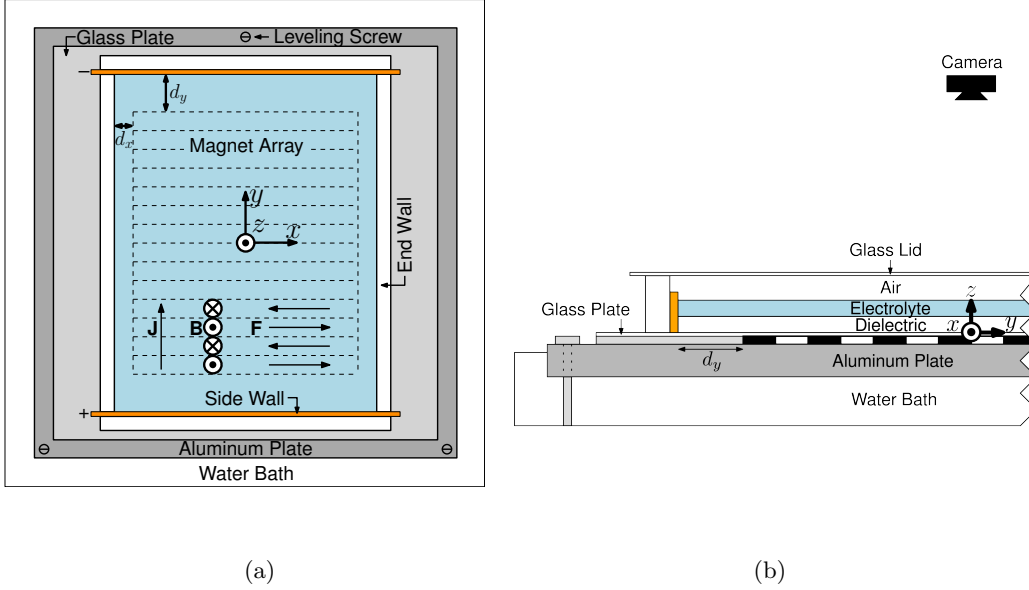 Glass Plate
⊖← Leveling Screw
−
d_y
d_x
Magnet Array
y
z
x
End Wall
J
B
F
Side Wall
+
Aluminum Plate
Water Bath
(a)
Camera
Glass Lid
Air
z
Glass Plate
Electrolyte
Dielectric
x
y
d_y
Aluminum Plate
Water Bath
(b)